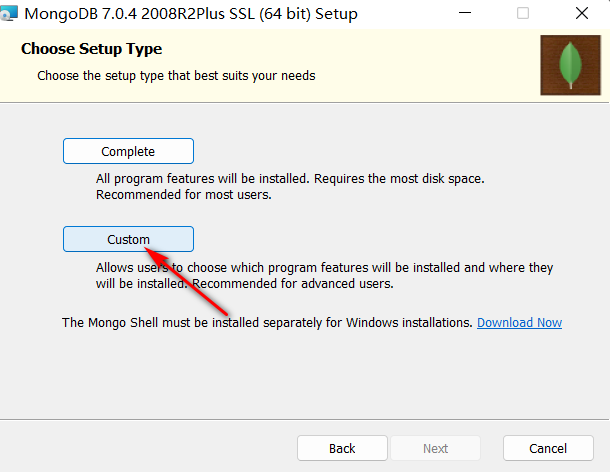 MongoDB 7.0.4 2008R2Plus SSL (64 bit) Setup
Choose Setup Type
Choose the setup type that best suits your needs
Complete
All program features will be installed. Requires the most disk space.
Recommended for most users.
Custom
Allows users to choose which program features will be installed and where they
will be installed. Recommended for advanced users.
The Mongo Shell must be installed separately for Windows installations. Download Now
Back Next Cancel